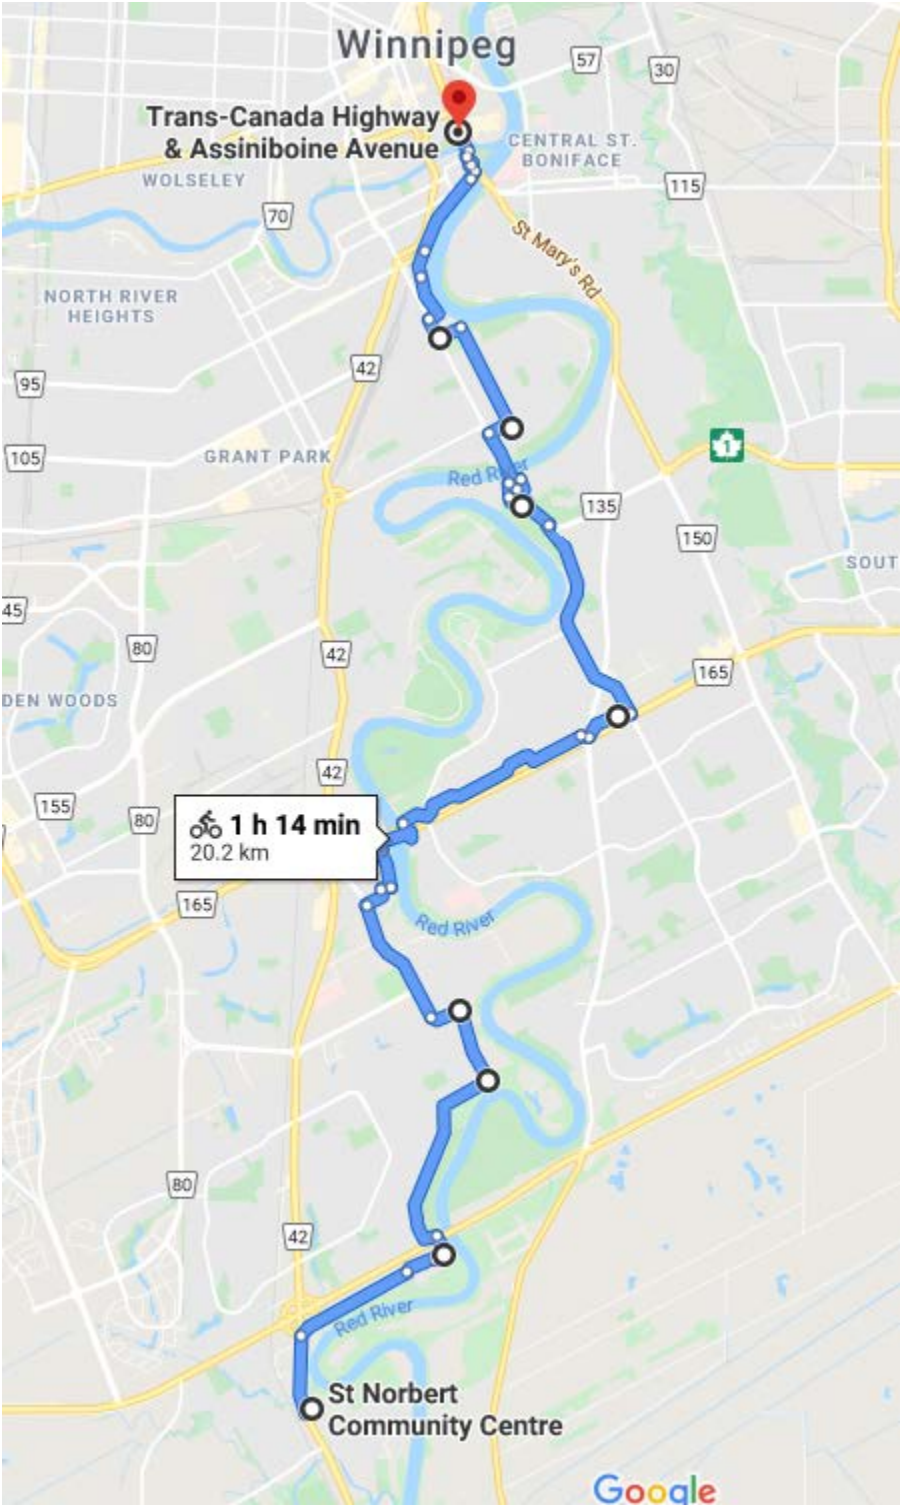 Winnipeg
57
30
Trans-Canada Highway
& Assiniboine Avenue
CENTRAL ST.
BONIFACE
WOLSELEY
115
70
St Mary's Rd
NORTH RIVER
HEIGHTS
42
95
1
105
GRANT PARK
Red River
135
150
SOUT
45
80
42
165
DEN WOODS
42
155
80
1 h 14 min
20.2 km
165
Red River
80
42
Red River
St Norbert
Community Centre
Google